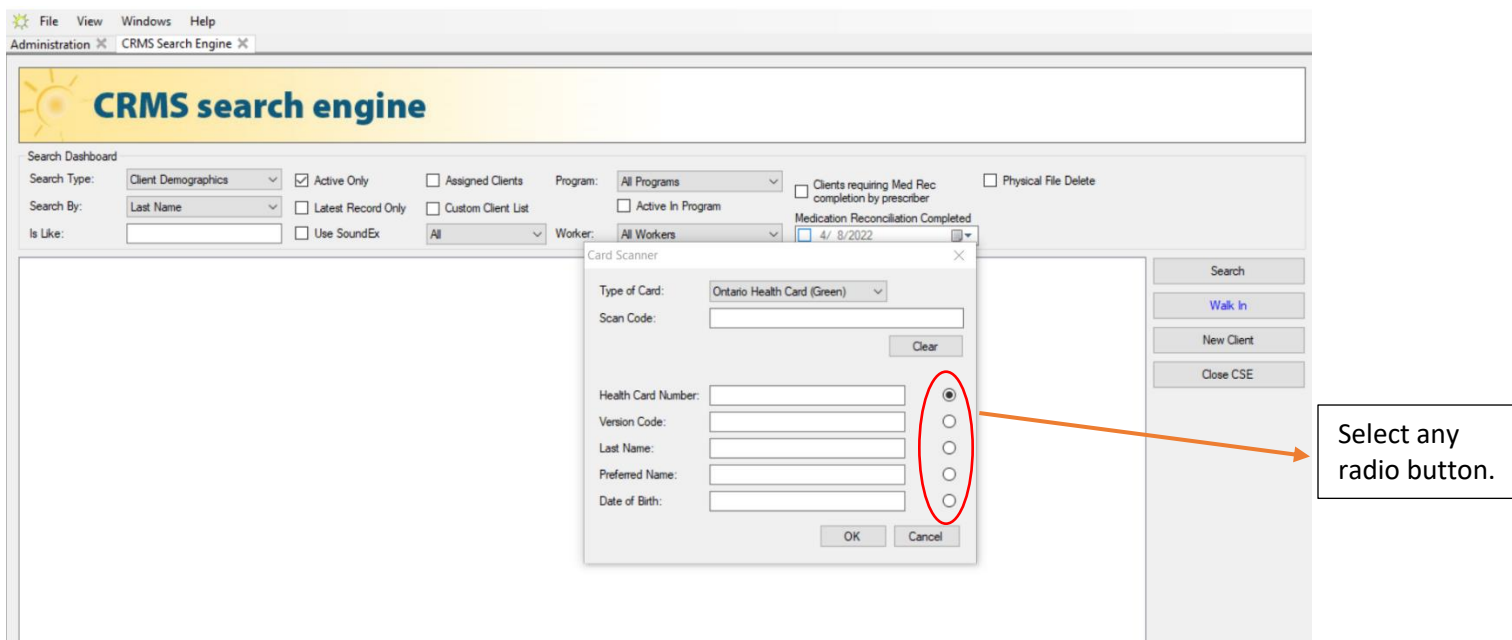 File View Windows Help
Administration CRMS Search Engine
CRMS search engine
Search Dashboard
Search Type: Client Demographics Active Only Assigned Clients Program: All Programs Clients requiring Med Rec completion by prescriber Physical File Delete
Search By: Last Name Latest Record Only Custom Client List Active In Program
Medication Reconciliation Completed
Is Like: Use SoundEx All Worker: All Workers 4/ 8/2022
Card Scanner
Type of Card: Ontario Health Card (Green)
Scan Code:
Clear
Health Card Number:
Version Code:
Last Name:
Preferred Name:
Date of Birth:
OK Cancel
Search
Walk In
New Client
Close CSE
Select any
radio button.